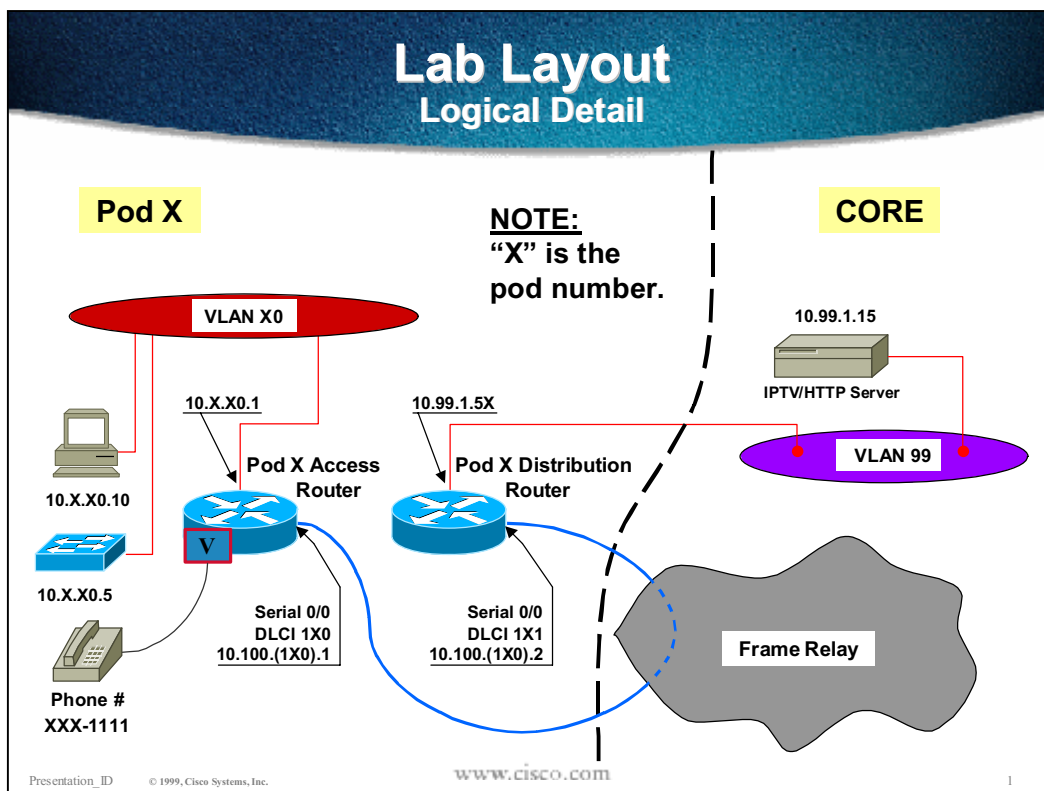 Lab Layout
Logical Detail
Pod X
NOTE:
“X” is the
pod number.
CORE
VLAN X0
10.99.1.15
IPTV/HTTP Server
10.X.X0.1
10.99.1.5X
VLAN 99
Pod X Access
Router
Pod X Distribution
Router
10.X.X0.10
V
10.X.X0.5
Serial 0/0
DLCI 1X0
10.100.(1X0).1
Serial 0/0
DLCI 1X1
10.100.(1X0).2
Frame Relay
Phone #
XXX-1111
Presentation_ID
© 1999, Cisco Systems, Inc.
www.cisco.com
1